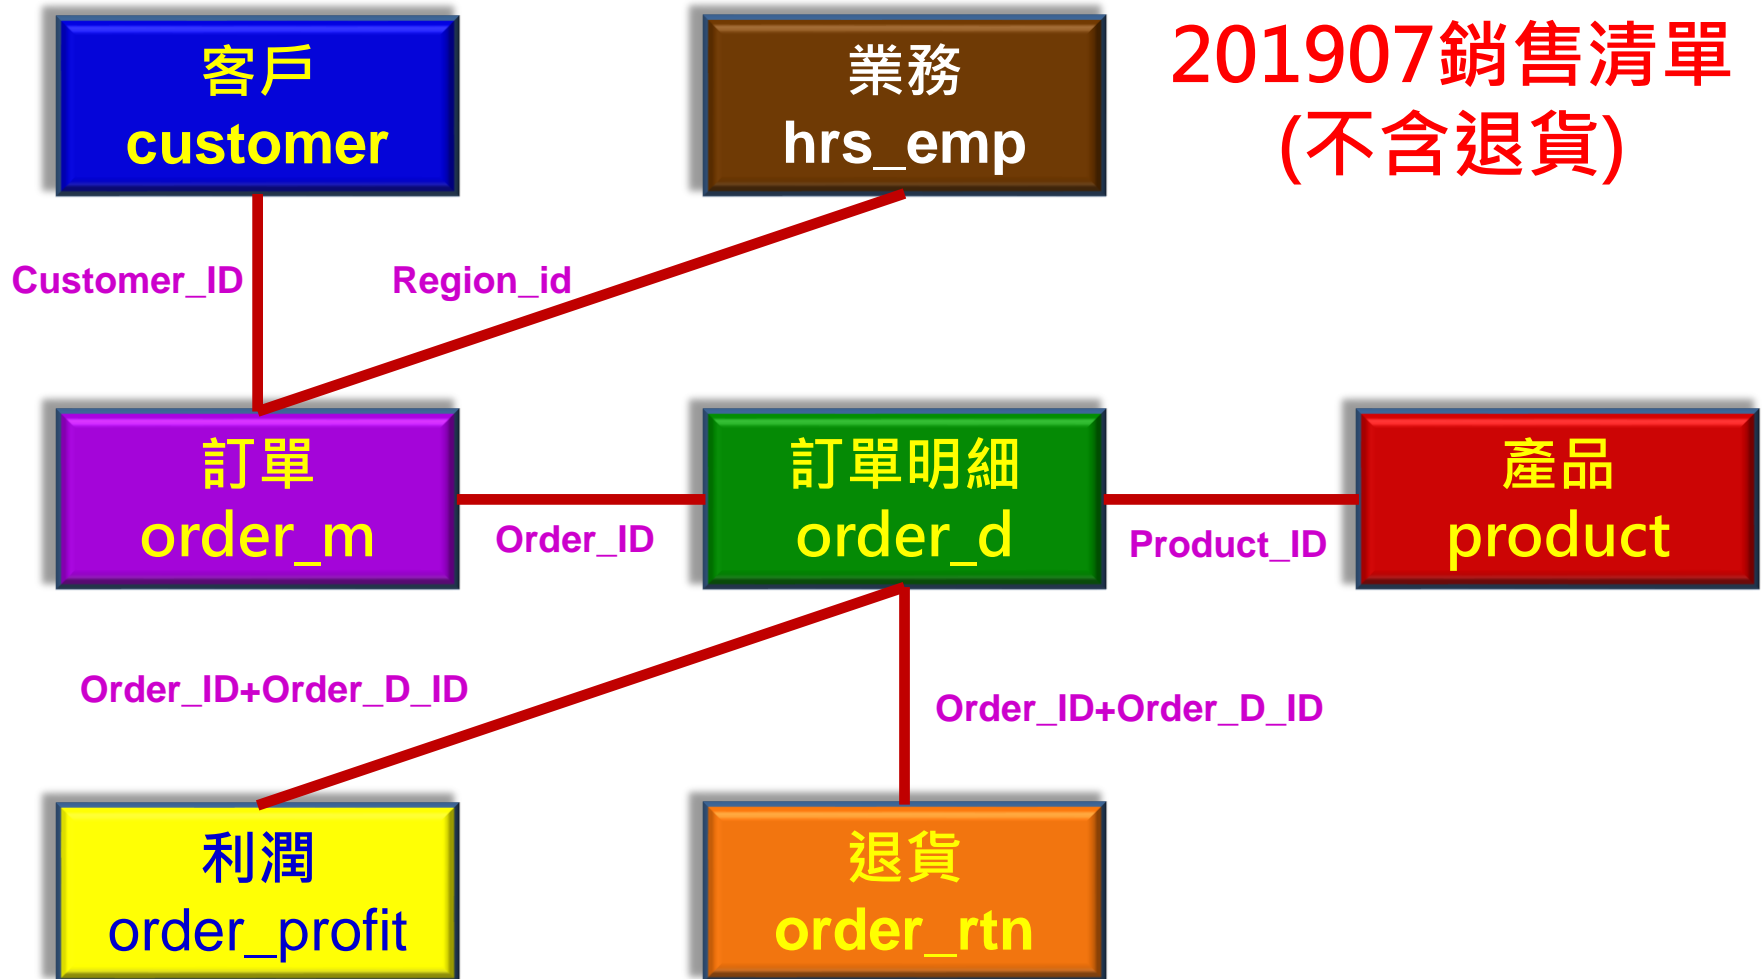 客戶
customer
業務
hrs_emp
201907銷售清單
(不含退貨)
Customer_ID
Region_id
訂單
order_m
Order_ID
訂單明細
order_d
Product_ID
產品
product
Order_ID+Order_D_ID
Order_ID+Order_D_ID
利潤
order_profit
退貨
order_rtn